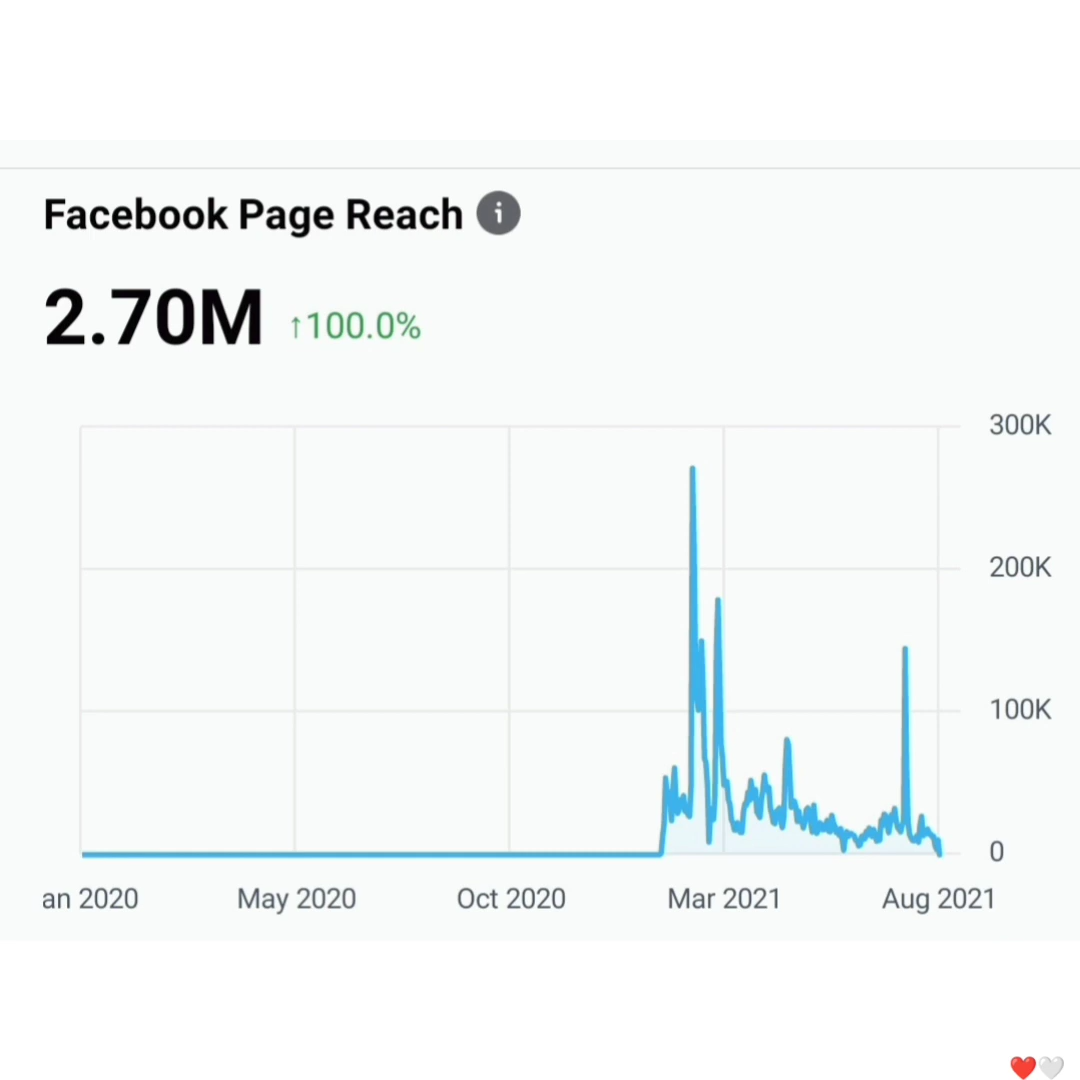 Facebook Page Reach
2.70M ↑100.0%
300K
200K
100K
0
an 2020 May 2020 Oct 2020 Mar 2021 Aug 2021